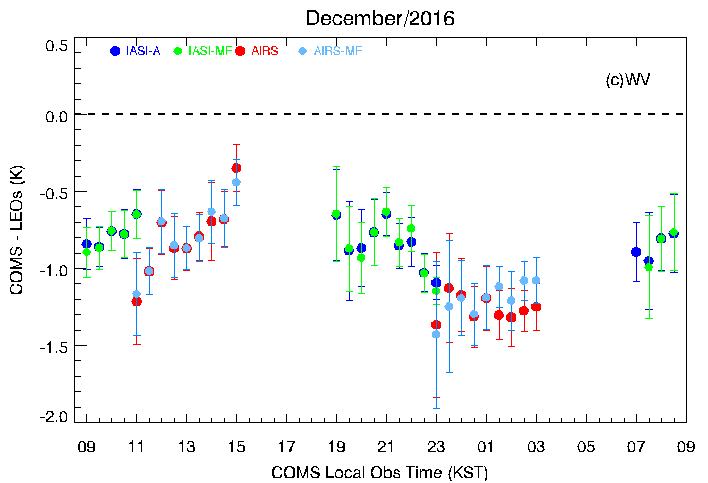 December/2016
IASI-A IASI-MF AIRS AIRS-MF
(c)WV
COMS - LEOs (K)
0.5
0.0
-0.5
-1.0
-1.5
-2.0
09 11 13 15 17 19 21 23 01 03 05 07 09
COMS Local Obs Time (KST)